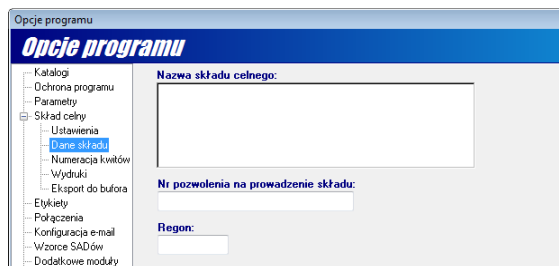 Opcje programu
Opcje programu
Katalogi
Ochrona programu
Parametry
Skład celny
Ustawienia
Dane składu
Numeracja kwitów
Wydruki
Eksport do bufora
Etykiety
Połączenia
Konfiguracja e-mail
Wzorce SADów
Dodatkowe moduły
Nazwa składu celnego:
Nr pozwolenia na prowadzenie składu:
Regon: